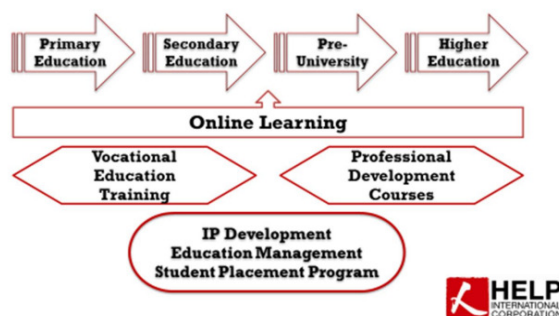 Primary
Education
Secondary
Education
Pre-
University
Higher
Education
Online Learning
Vocational
Education
Training
Professional
Development
Courses
IP Development
Education Management
Student Placement Program
HELP
INTERNATIONAL
CORPORATION